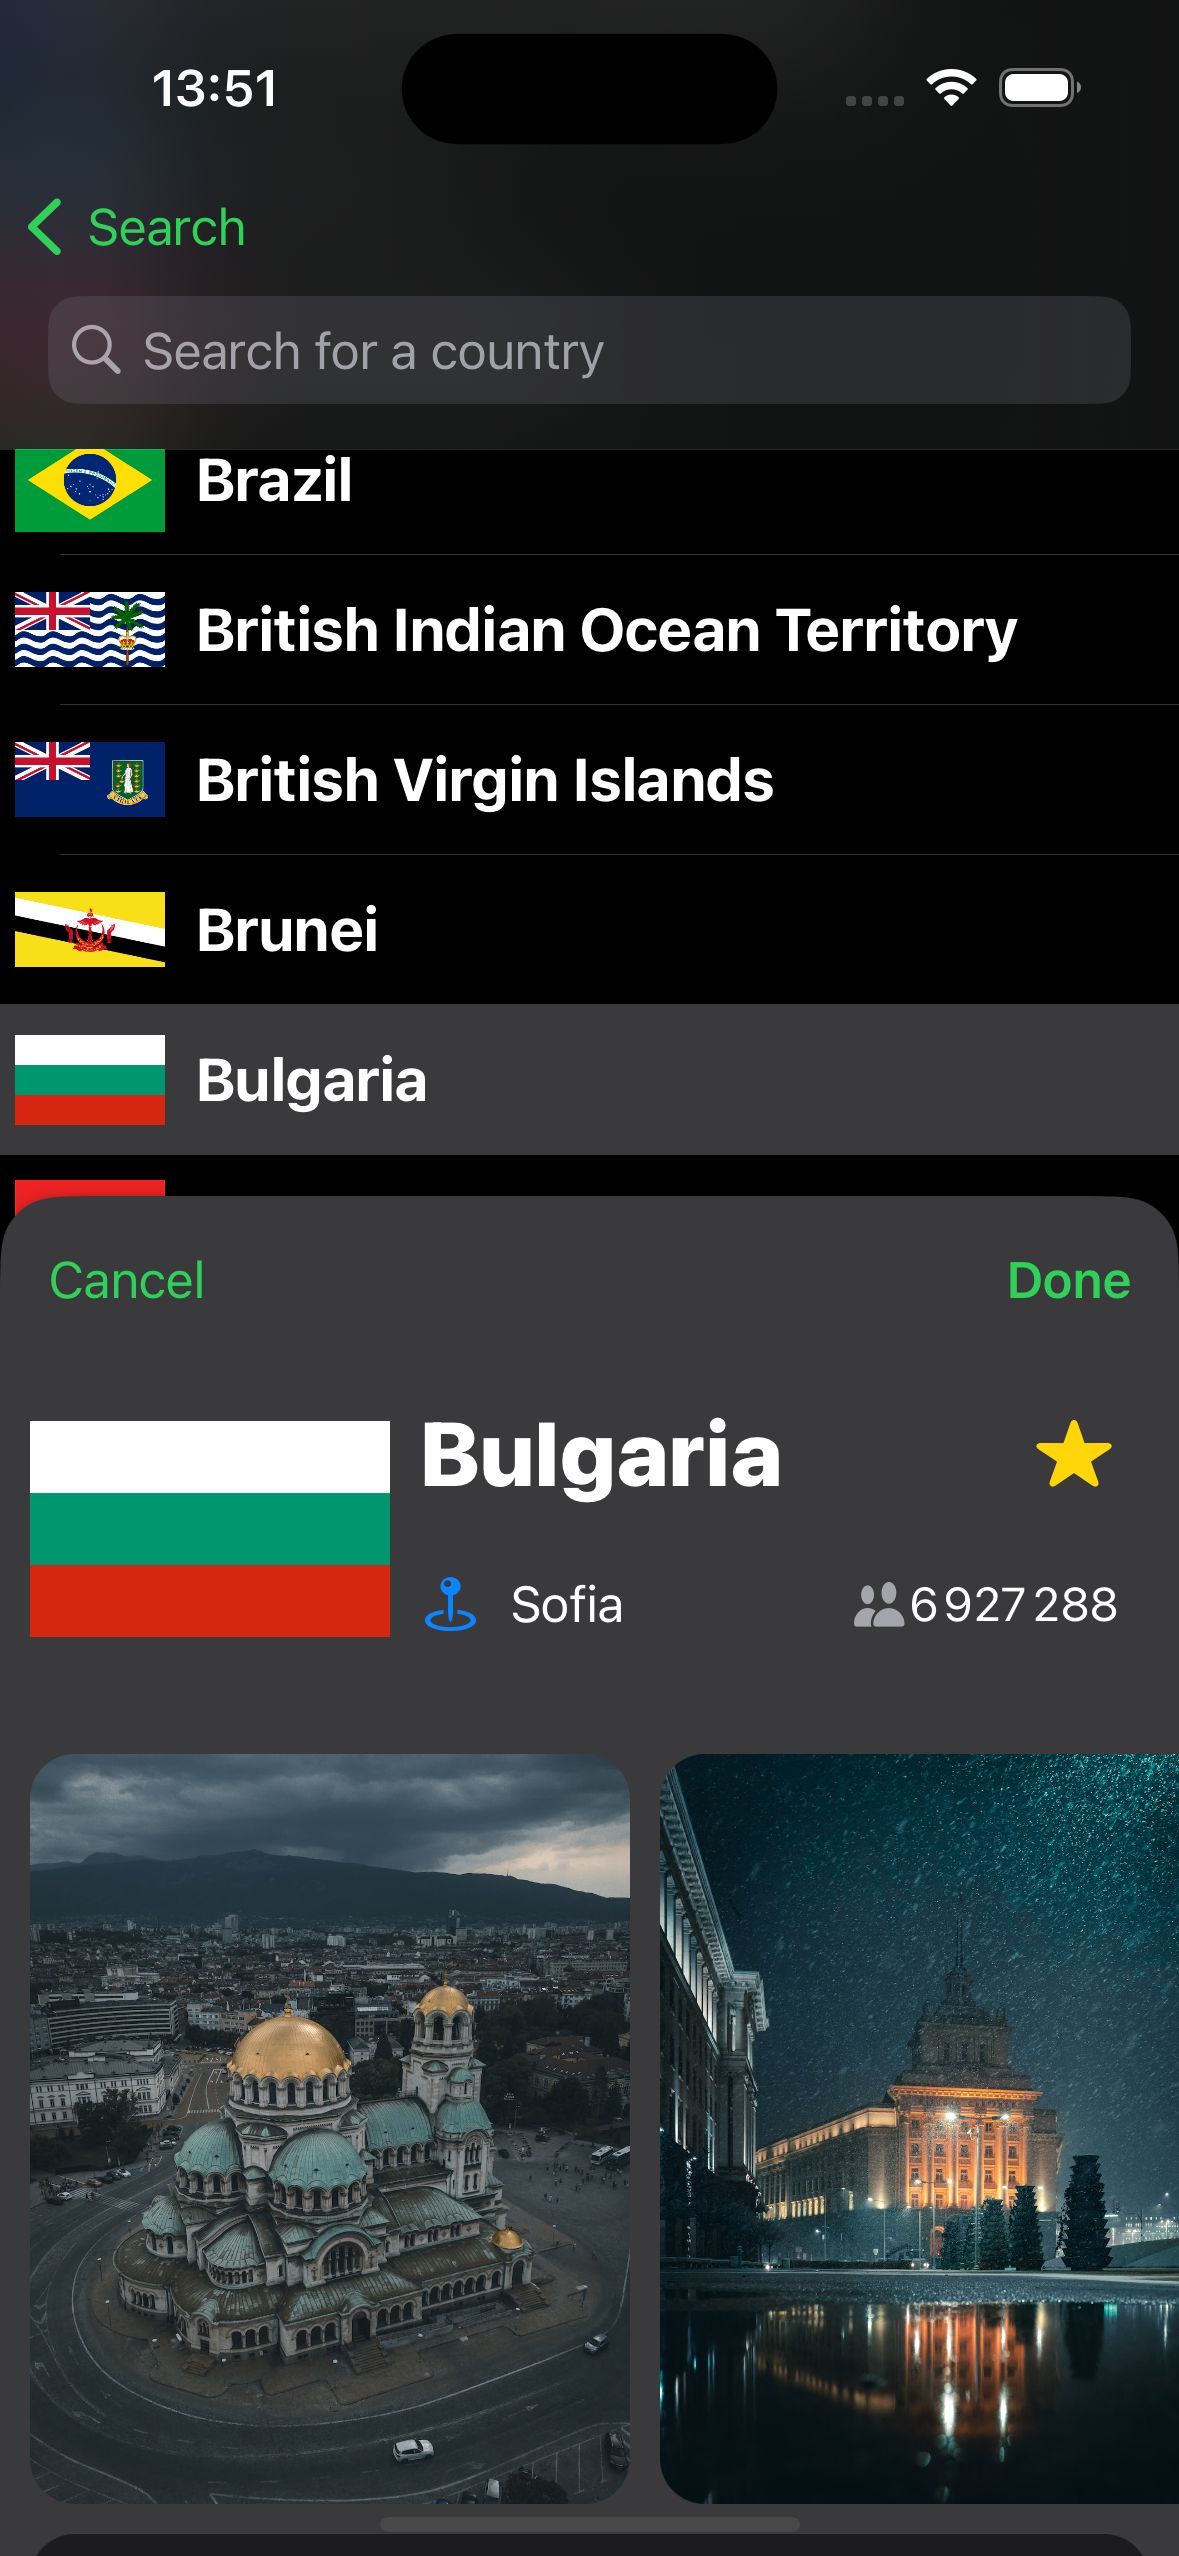 13:51
Search
Search for a country
Brazil
British Indian Ocean Territory
British Virgin Islands
Brunei
Bulgaria
Cancel
Done
Bulgaria
Sofia
6 927 288